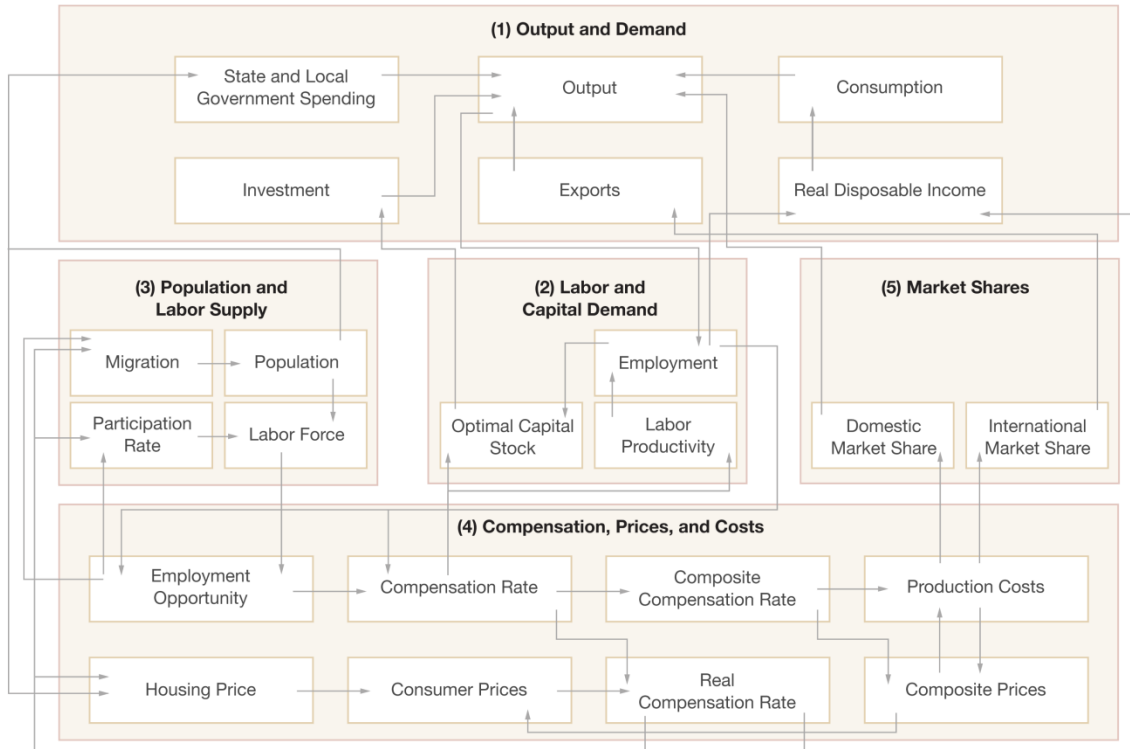 (1) Output and Demand
State and Local
Government Spending
Output
Consumption
Investment
Exports
Real Disposable Income
(3) Population and
Labor Supply
Migration
Population
Participation
Rate
Labor Force
(2) Labor and
Capital Demand
Employment
Optimal Capital
Stock
Labor
Productivity
(5) Market Shares
Domestic
Market Share
International
Market Share
(4) Compensation, Prices, and Costs
Employment
Opportunity
Compensation Rate
Composite
Compensation Rate
Production Costs
Housing Price
Consumer Prices
Real
Compensation Rate
Composite Prices